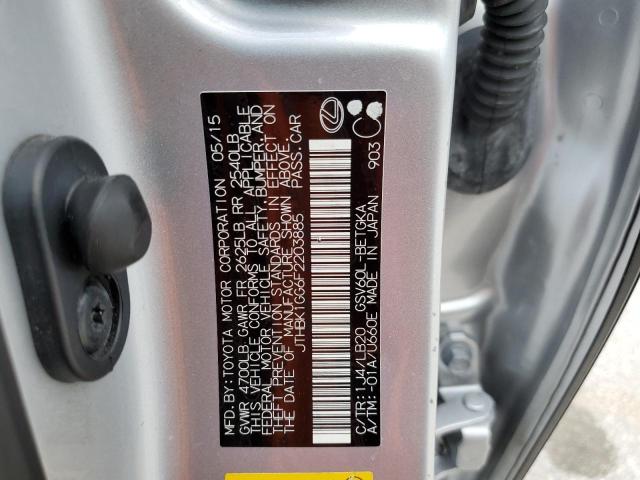 MFD.BY:TOYOTA MOTOR CORPORATION 05/15
GVWR 4700LB GAWR FR 2625LB RR 2540LB
THIS VEHICLE CONFORMS TO ALL APPLICABLE
FEDERAL MOTOR VEHICLE SAFETY, BUMPER, AND
THEFT PREVENTION STANDARDS IN EFFECT ON
THE DATE OF MANUFACTURE SHOWN ABOVE.
JTHBK1GG6F2203885 PASS.CAR
C/TR:1J4/LB20 GSV60L-BETGKA
A/TM:-01A/U660E MADE IN JAPAN 903